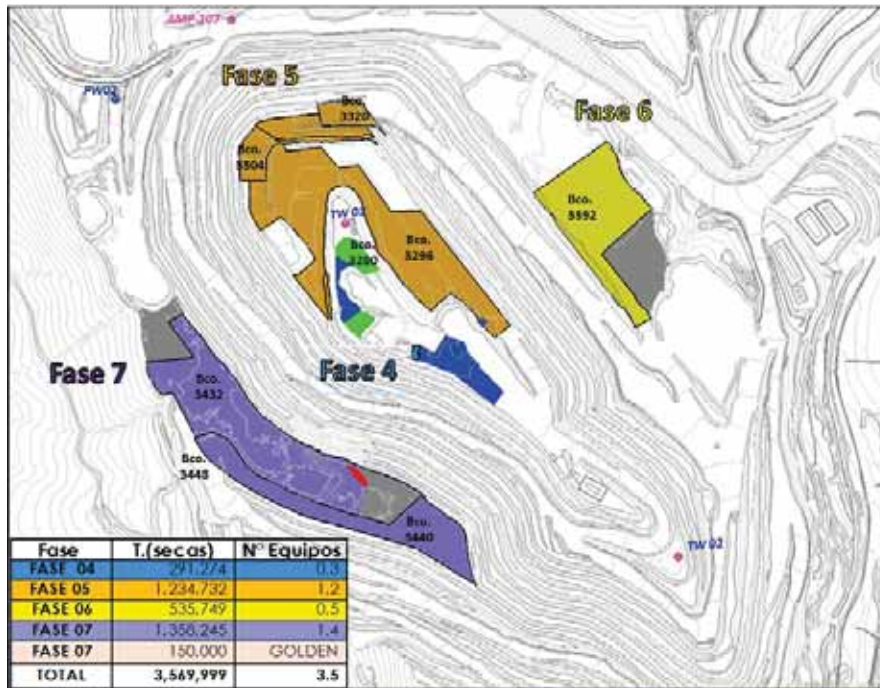 AMP 207
PW02
Fase 5
Bco.
3320
Fase 6
Bco.
3304
Bco.
3392
TW 03
Bco.
3280
Bco.
3296
Fase 7
Fase 4
Bco.
3432
Bco.
3448
Bco.
3440
TW 02
Fase T.(secas) N° Equipos
FASE 04 291.274 0.3
FASE 05 1.234.732 1.2
FASE 06 535.749 0.5
FASE 07 1.358.245 1.4
FASE 07 150.000 GOLDEN
TOTAL 3,569,999 3.5